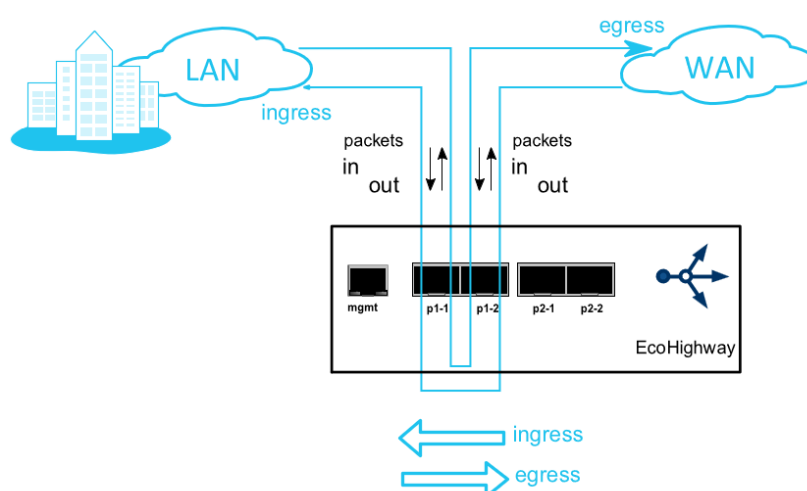 egress
LAN
WAN
ingress
packets
in
out
packets
in
out
mgmt
p1-1
p1-2
p2-1
p2-2
EcoHighway
ingress
egress